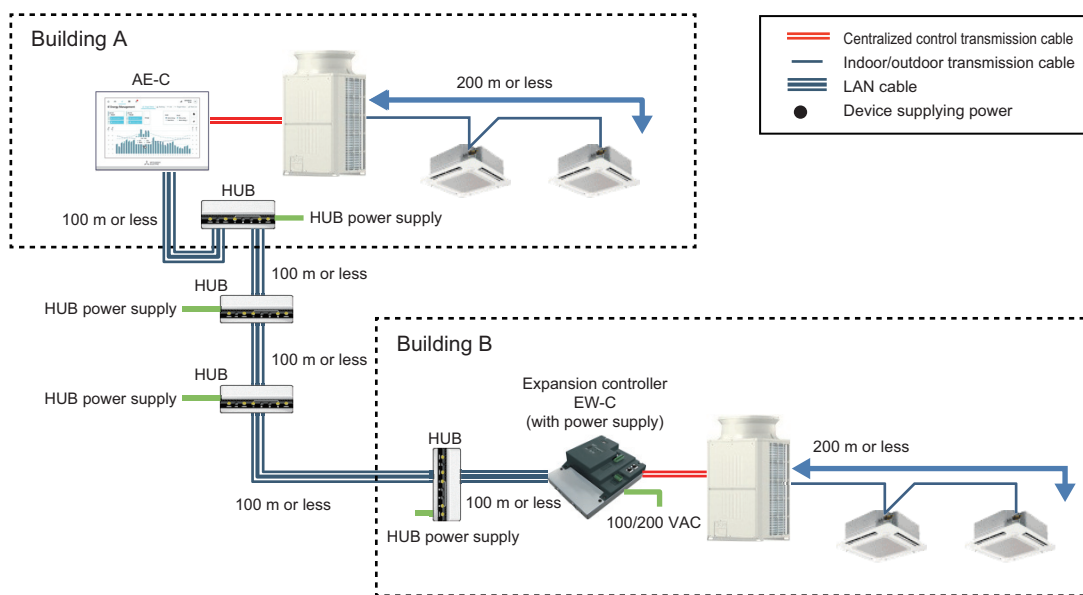 Building A
AE-C
200 m or less
HUB
100 m or less
HUB power supply
100 m or less
HUB
HUB power supply
100 m or less
HUB
HUB power supply
100 m or less
Building B
Expansion controller
EW-C
(with power supply)
HUB
100 m or less
HUB power supply
100/200 VAC
200 m or less
Centralized control transmission cable
Indoor/outdoor transmission cable
LAN cable
Device supplying power